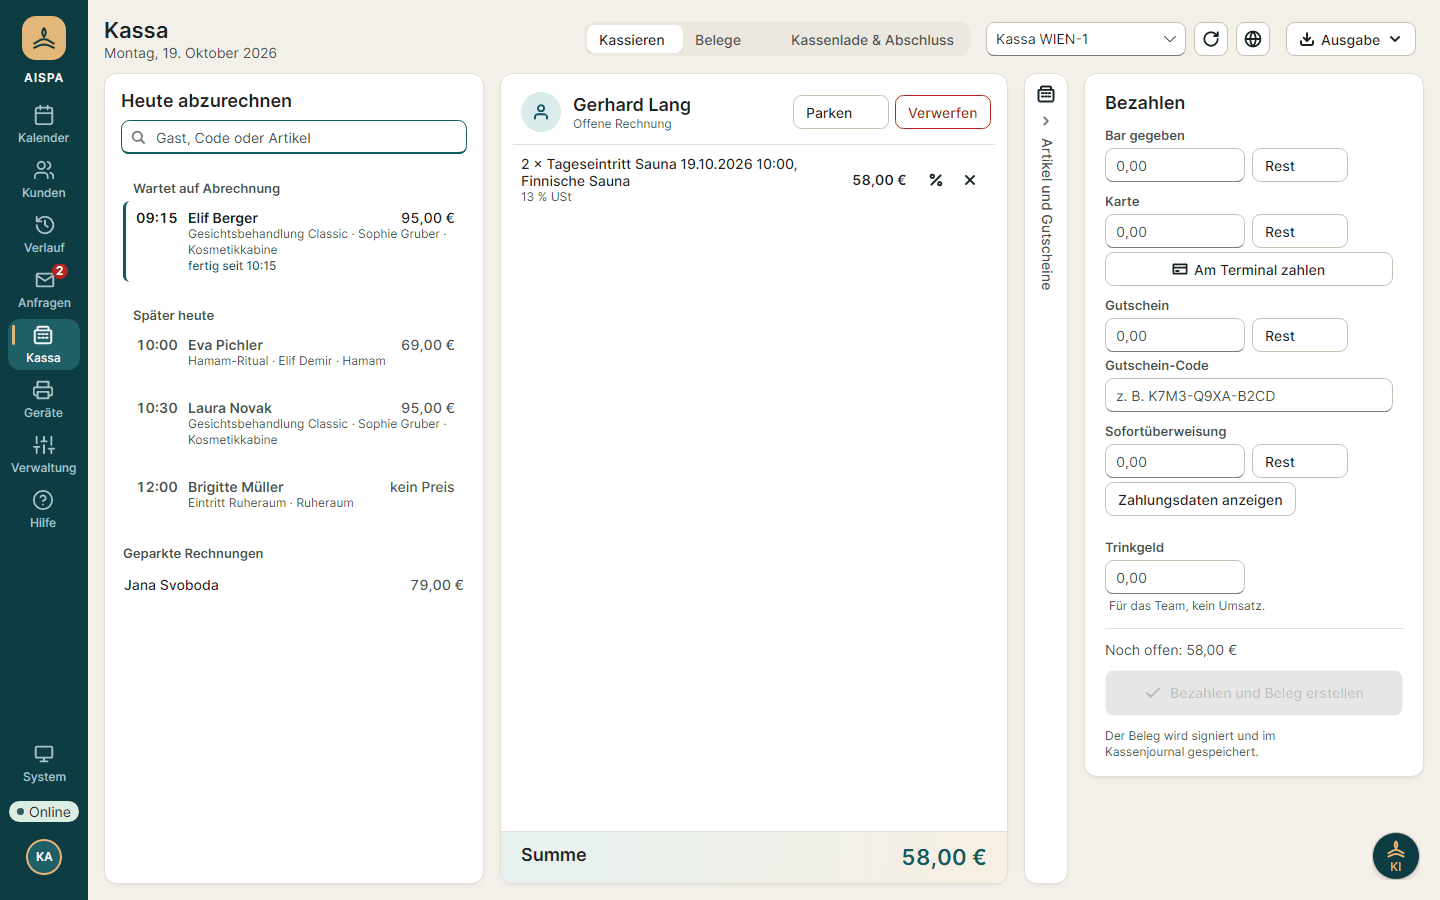 AISPA
Kalender
Kunden
Verlauf
2
Anfragen
Kassa
Geräte
Verwaltung
Hilfe
System
Online
KA
Kassa
Montag, 19. Oktober 2026
Kassieren
Belege
Kassenlade & Abschluss
Kassa WIEN-1
Ausgabe
Heute abzurechnen
Gast, Code oder Artikel
Wartet auf Abrechnung
09:15 Elif Berger 95,00 €
Gesichtsbehandlung Classic · Sophie Gruber ·
Kosmetikkabine
fertig seit 10:15
Später heute
10:00 Eva Pichler 69,00 €
Hamam-Ritual · Elif Demir · Hamam
10:30 Laura Novak 95,00 €
Gesichtsbehandlung Classic · Sophie Gruber ·
Kosmetikkabine
12:00 Brigitte Müller kein Preis
Eintritt Ruheraum · Ruheraum
Geparkte Rechnungen
Jana Svoboda 79,00 €
Gerhard Lang
Offene Rechnung
Parken
Verwerfen
2 × Tageseintritt Sauna 19.10.2026 10:00,
Finnische Sauna
13 % USt
58,00 €
Summe 58,00 €
Artikel und Gutscheine
Bezahlen
Bar gegeben
0,00 Rest
Karte
0,00 Rest
Am Terminal zahlen
Gutschein
0,00 Rest
Gutschein-Code
z. B. K7M3-Q9XA-B2CD
Sofortüberweisung
0,00 Rest
Zahlungsdaten anzeigen
Trinkgeld
0,00
Für das Team, kein Umsatz.
Noch offen: 58,00 €
Bezahlen und Beleg erstellen
Der Beleg wird signiert und im
Kassenjournal gespeichert.
KI